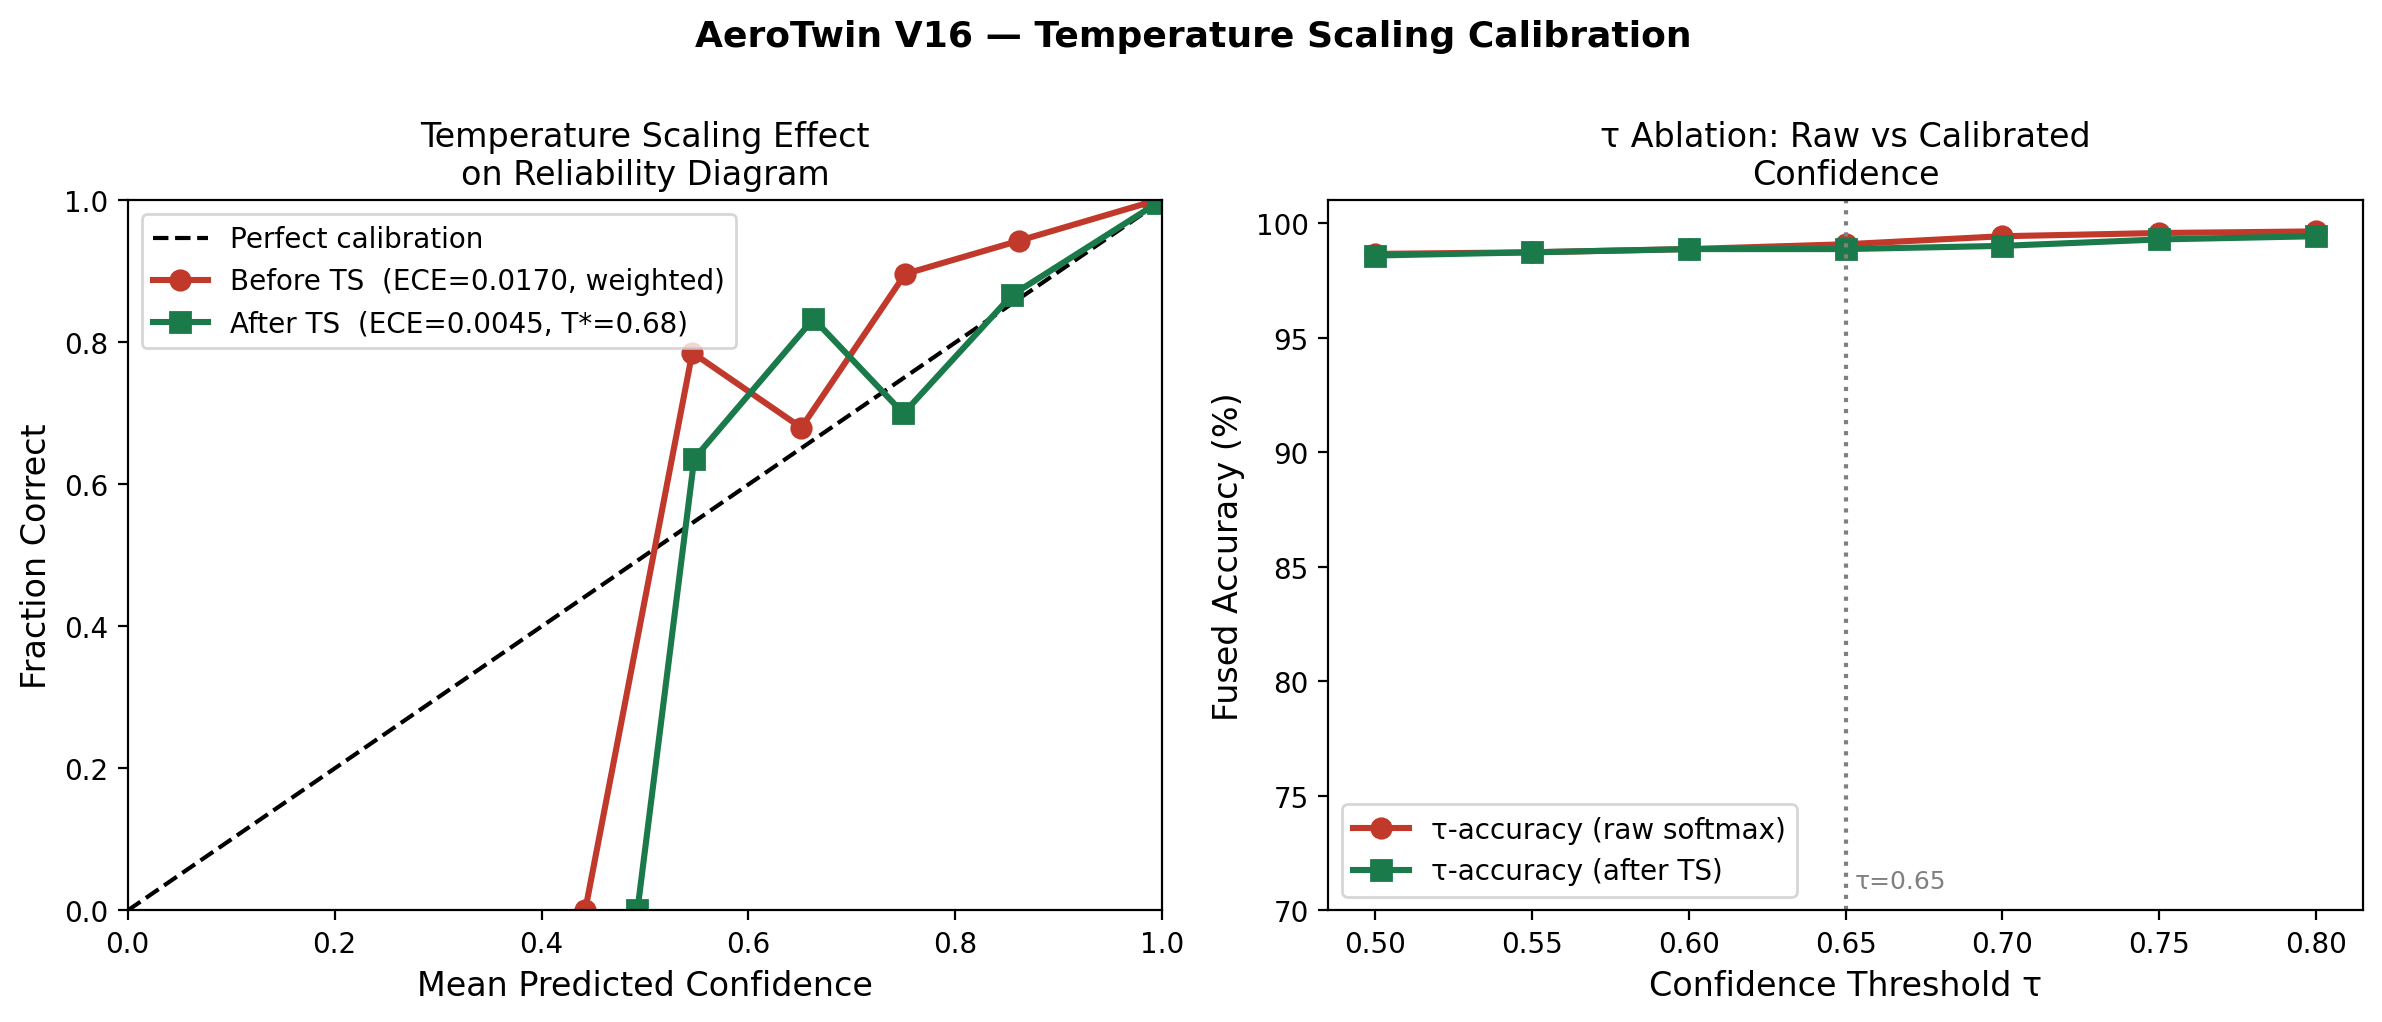 AeroTwin V16 — Temperature Scaling Calibration
Temperature Scaling Effect
on Reliability Diagram
1.0
0.8
0.6
0.4
0.2
0.0
Fraction Correct
Perfect calibration
Before TS  (ECE=0.0170, weighted)
After TS  (ECE=0.0045, T*=0.68)
0.0
0.2
0.4
0.6
0.8
1.0
Mean Predicted Confidence
τ Ablation: Raw vs Calibrated
Confidence
100
95
90
85
80
75
70
Fused Accuracy (%)
τ-accuracy (raw softmax)
τ-accuracy (after TS)
τ=0.65
0.50
0.55
0.60
0.65
0.70
0.75
0.80
Confidence Threshold τ